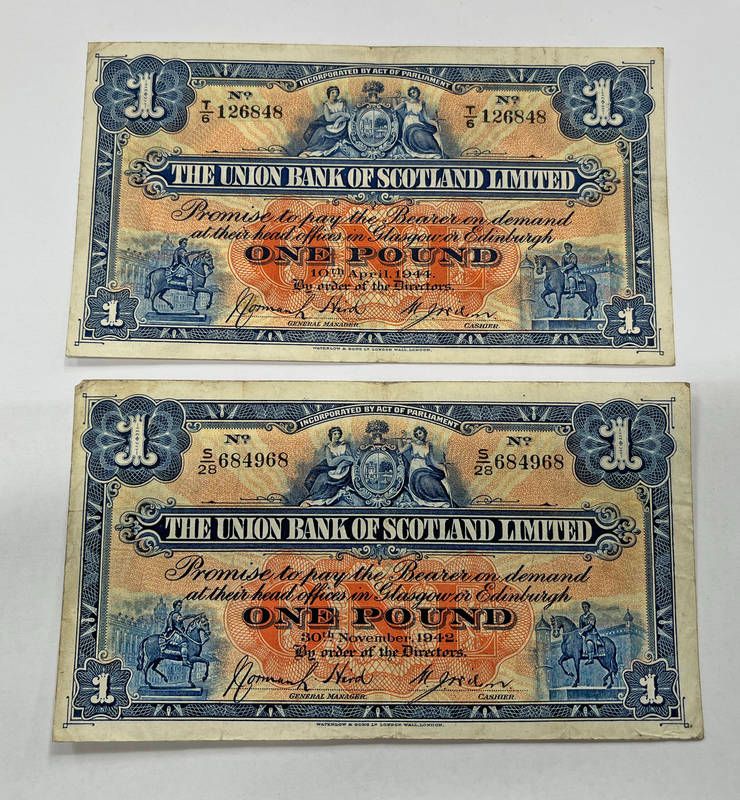 1 INCORPORATED BY ACT OF PARLIAMENT 1
Nº Nº
T/6 126848 T/6 126848
THE UNION BANK OF SCOTLAND LIMITED
Promise to pay the Bearer on demand
at their head offices in Glasgow or Edinburgh
ONE POUND
10th April, 1944.
By order of the Directors.
1 Norman L Hird 1
GENERAL MANAGER. CASHIER.
WATERLOW & SONS LD LONDON WALL, LONDON.
1 INCORPORATED BY ACT OF PARLIAMENT 1
Nº Nº
S/28 684968 S/28 684968
THE UNION BANK OF SCOTLAND LIMITED
Promise to pay the Bearer on demand
at their head offices in Glasgow or Edinburgh
ONE POUND
30th November, 1942
By order of the Directors.
1 Norman L Hird 1
GENERAL MANAGER. CASHIER.
WATERLOW & SONS LD LONDON WALL, LONDON.